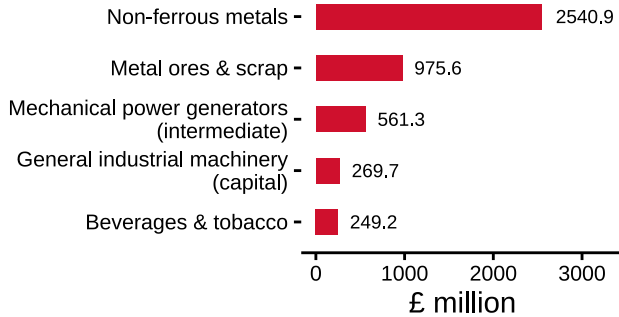 Non-ferrous metals
2540.9
Metal ores & scrap
975.6
Mechanical power generators
(intermediate)
561.3
General industrial machinery
(capital)
269.7
Beverages & tobacco
249.2
0 1000 2000 3000
£ million